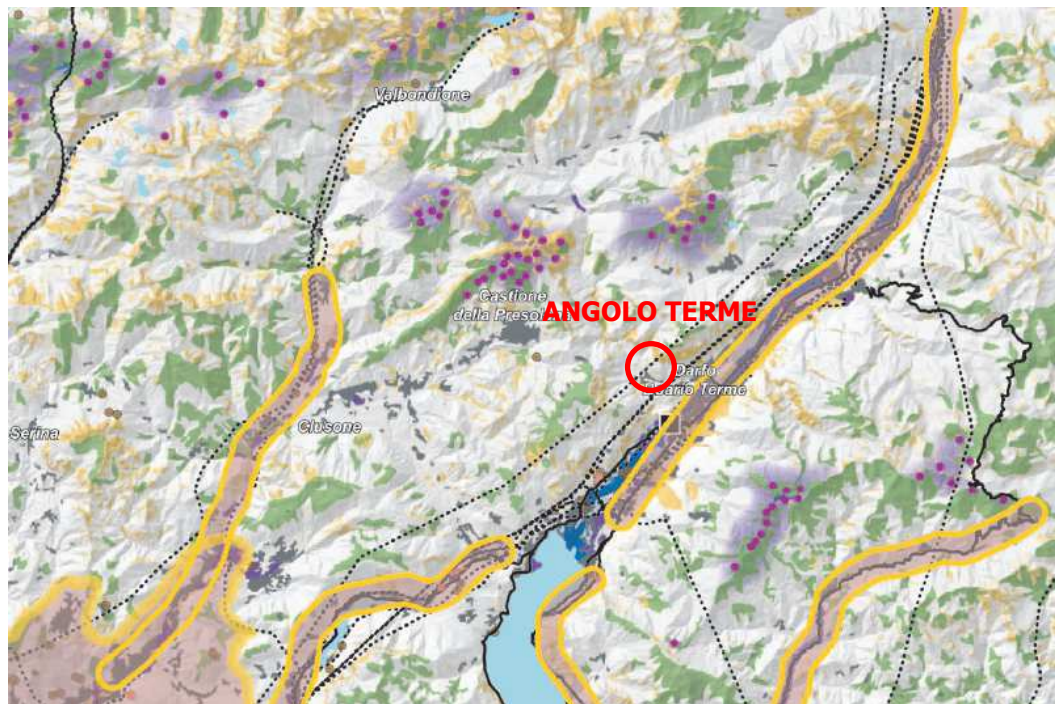 Valbondione
Castione
della Presolana
ANGOLO TERME
Darfo
Boario Terme
Clusone
Serina